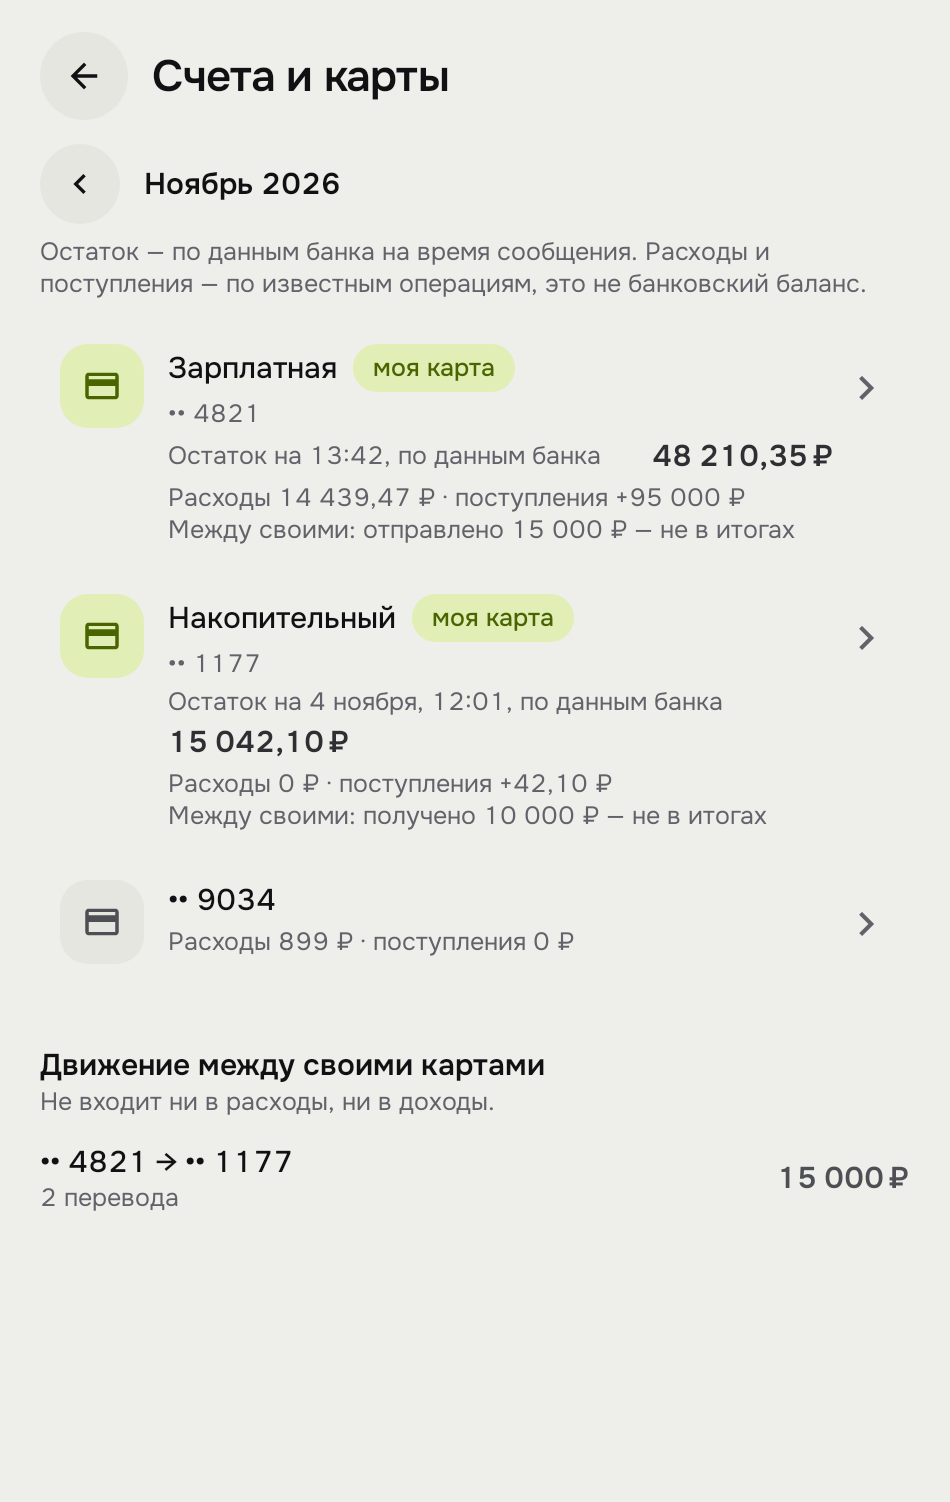 Счета и карты
Ноябрь 2026
Остаток — по данным банка на время сообщения. Расходы и
поступления — по известным операциям, это не банковский баланс.
Зарплатная моя карта
•• 4821
Остаток на 13:42, по данным банка 48 210,35 ₽
Расходы 14 439,47 ₽ · поступления +95 000 ₽
Между своими: отправлено 15 000 ₽ — не в итогах
Накопительный моя карта
•• 1177
Остаток на 4 ноября, 12:01, по данным банка
15 042,10 ₽
Расходы 0 ₽ · поступления +42,10 ₽
Между своими: получено 10 000 ₽ — не в итогах
•• 9034
Расходы 899 ₽ · поступления 0 ₽
Движение между своими картами
Не входит ни в расходы, ни в доходы.
•• 4821 → •• 1177
15 000 ₽
2 перевода